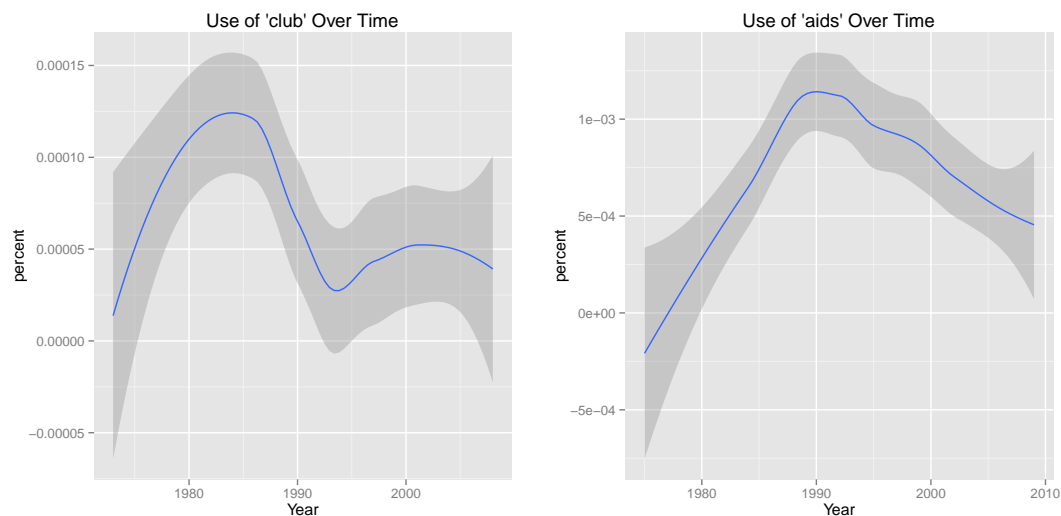 Use of 'club' Over Time
0.00015
0.00010
0.00005
0.00000
−0.00005
percent
1980
1990
2000
Year
Use of 'aids' Over Time
1e−03
5e−04
0e+00
−5e−04
percent
1980
1990
2000
2010
Year